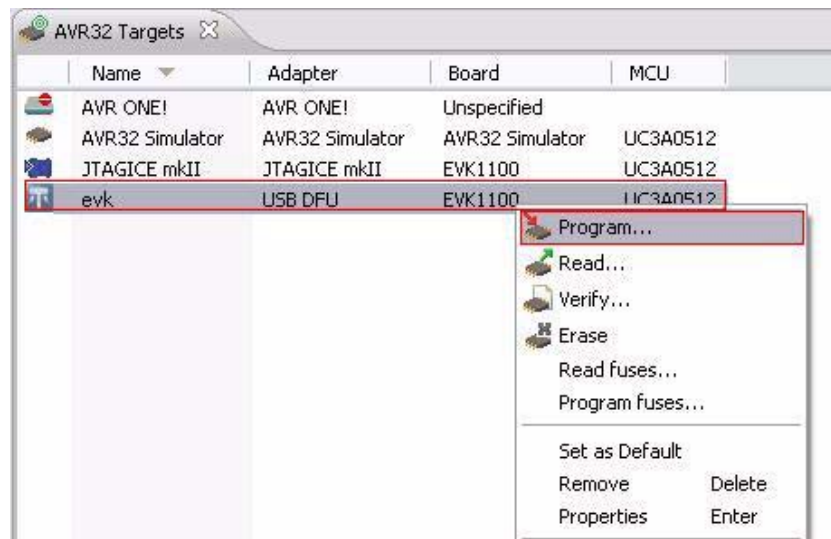 AVR32 Targets
Name Adapter Board MCU
AVR ONE! AVR ONE! Unspecified
AVR32 Simulator AVR32 Simulator AVR32 Simulator UC3A0512
JTAGICE mkII JTAGICE mkII EVK1100 UC3A0512
evk USB DFU EVK1100 UC3A0512
Program...
Read...
Verify...
Erase
Read fuses...
Program fuses...
Set as Default
Remove Delete
Properties Enter